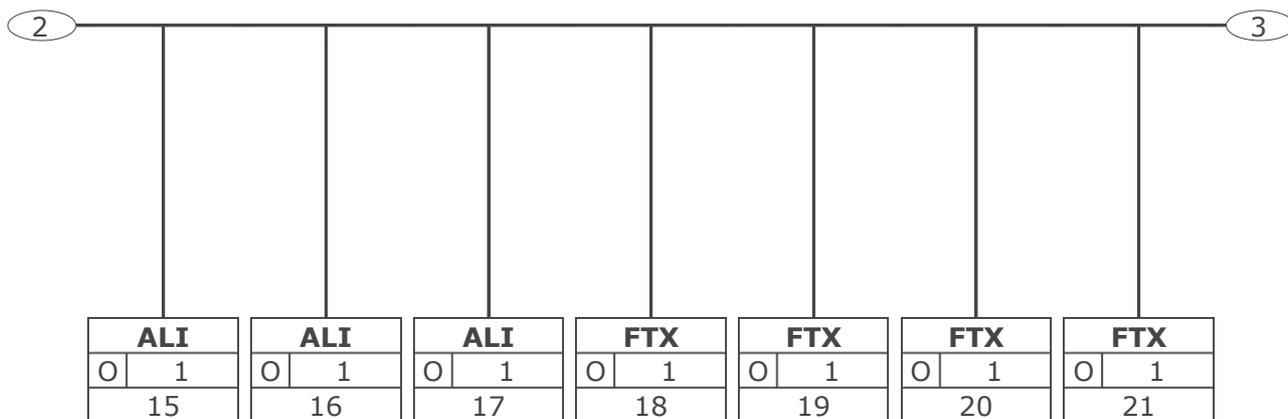 2 3
ALI ALI ALI FTX FTX FTX FTX
O 1 O 1 O 1 O 1 O 1 O 1 O 1
15 16 17 18 19 20 21